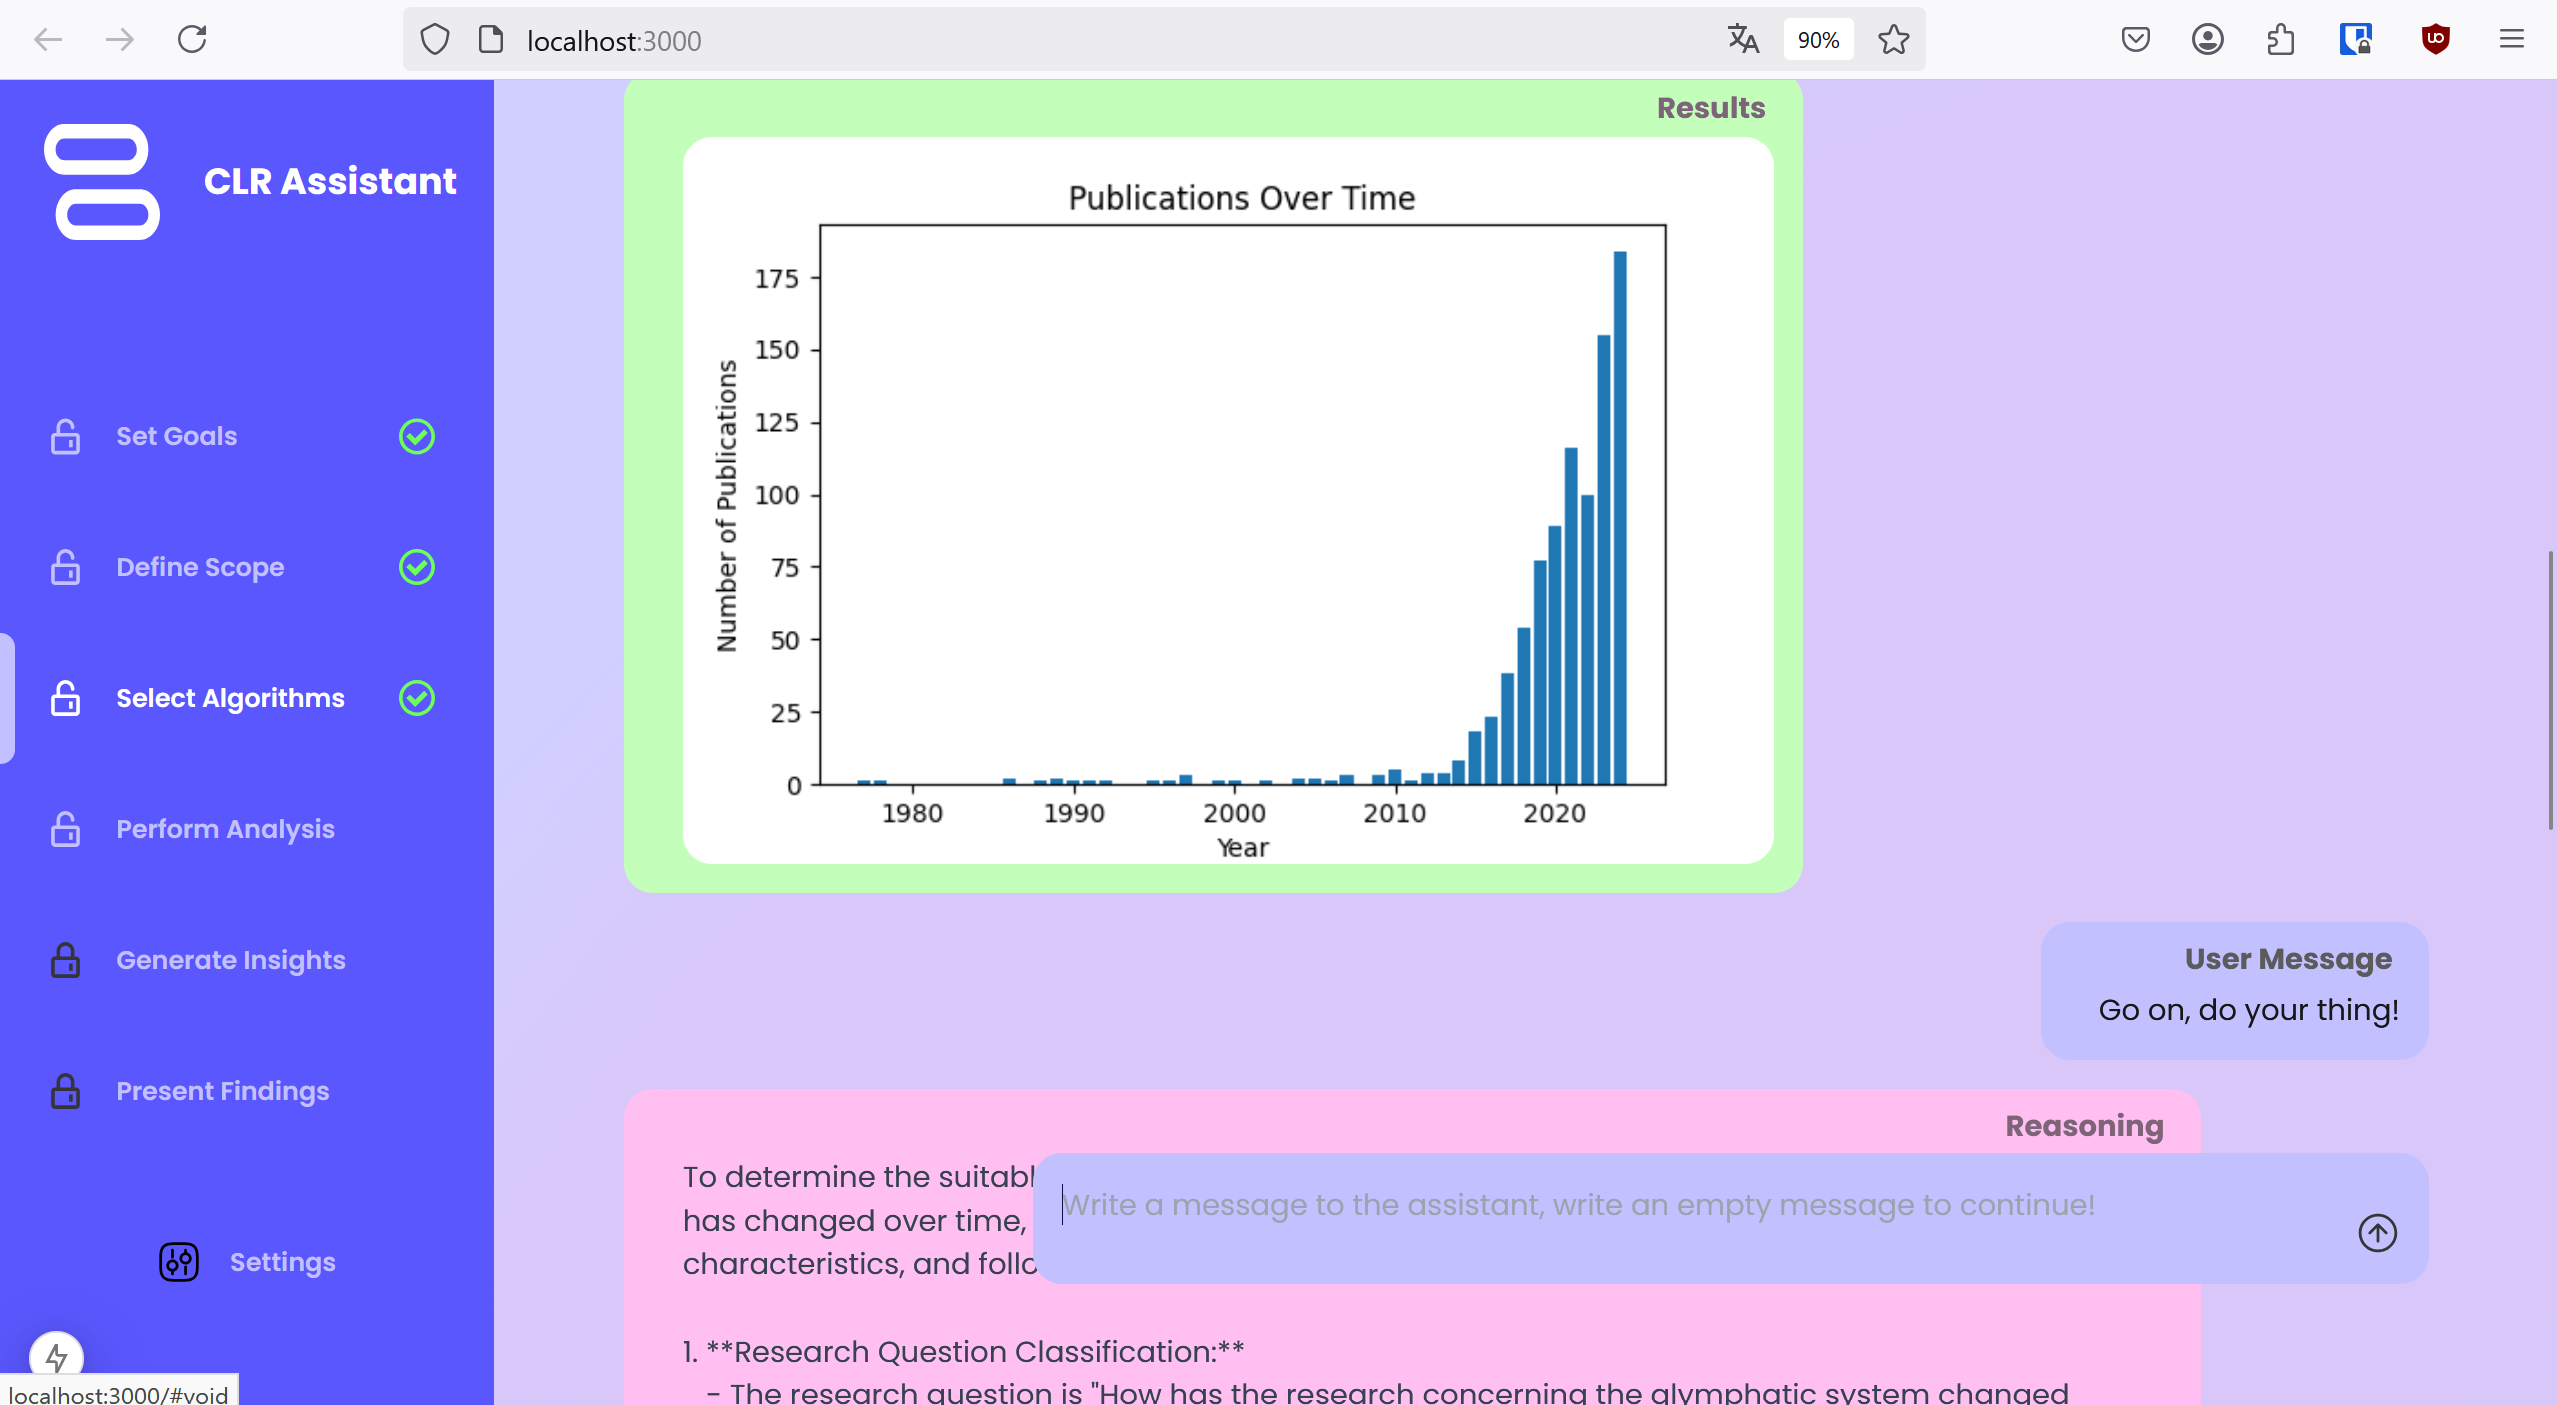 localhost:3000
90%
CLR Assistant
Set Goals
Define Scope
Select Algorithms
Perform Analysis
Generate Insights
Present Findings
Settings
localhost:3000/#void
Results
Publications Over Time
Number of Publications
175
150
125
100
75
50
25
0
1980 1990 2000 2010 2020
Year
User Message
Go on, do your thing!
Reasoning
To determine the suitabl
has changed over time,
characteristics, and follo
Write a message to the assistant, write an empty message to continue!
1. **Research Question Classification:**
- The research question is "How has the research concerning the glymphatic system changed